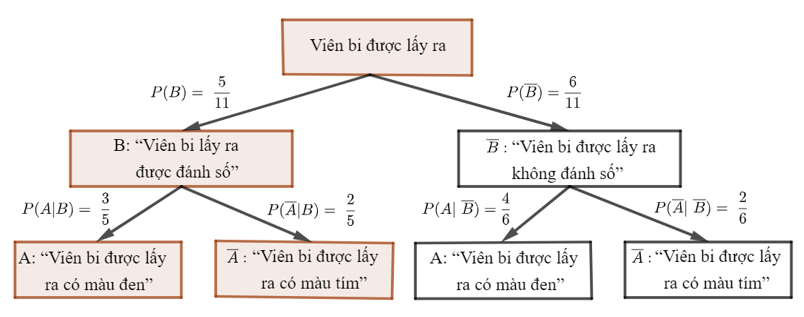 Viên bi được lấy ra
P(B) = 5/11
P(B̅) = 6/11
B: “Viên bi lấy ra
được đánh số”
B̅ : “Viên bi được lấy ra
không đánh số”
P(A|B) = 3/5
P(A̅|B) = 2/5
P(A| B̅) = 4/6
P(A̅| B̅) = 2/6
A: “Viên bi được lấy
ra có màu đen”
A̅ : “Viên bi được lấy
ra có màu tím”
A: “Viên bi được lấy
ra có màu đen”
A̅ : “Viên bi được lấy
ra có màu tím”